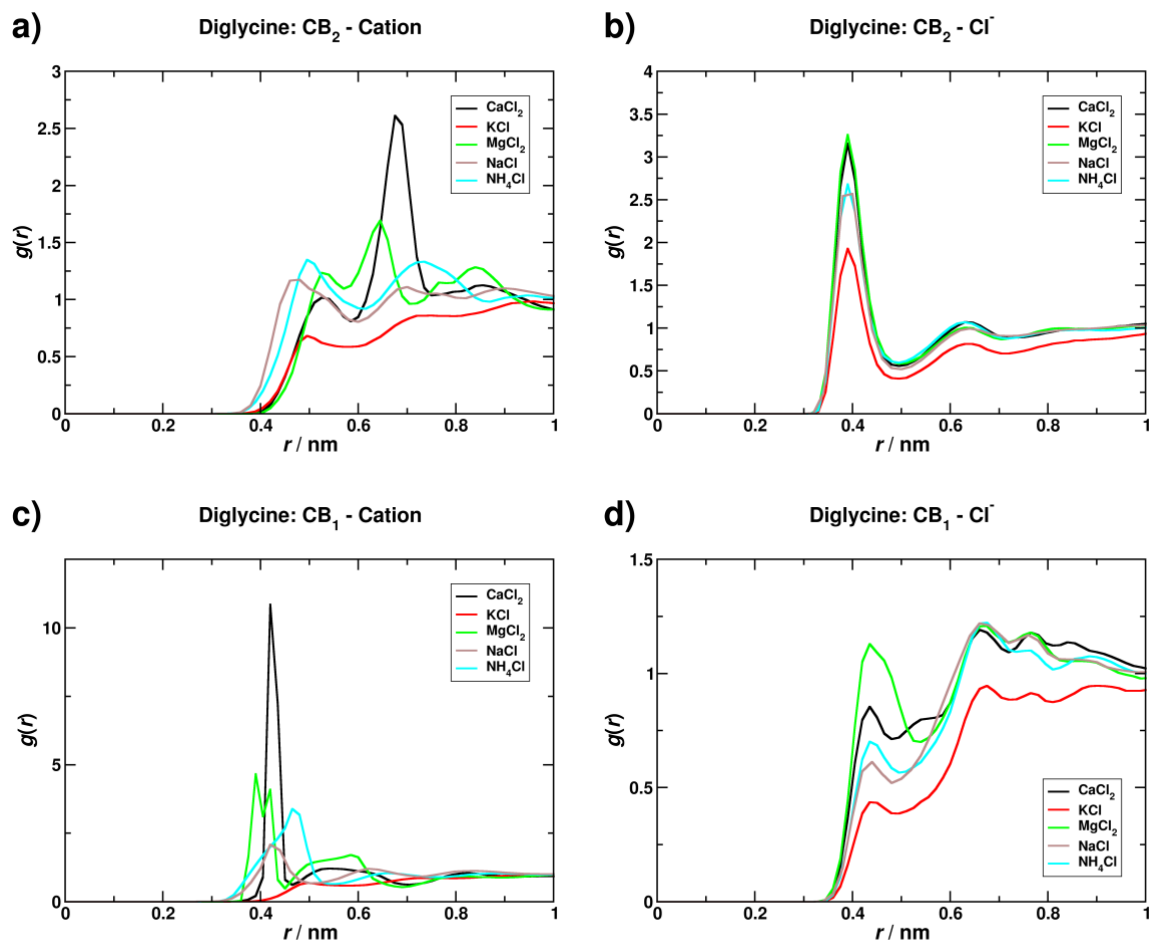 a)
Diglycine: CB₂ - Cation
3
2.5
2
1.5
1
0.5
0
g(r)
CaCl₂
KCl
MgCl₂
NaCl
NH₄Cl
0 0.2 0.4 0.6 0.8 1
r / nm
b)
Diglycine: CB₂ - Cl⁻
4
3.5
3
2.5
2
1.5
1
0.5
0
g(r)
CaCl₂
KCl
MgCl₂
NaCl
NH₄Cl
0 0.2 0.4 0.6 0.8 1
r / nm
c)
Diglycine: CB₁ - Cation
10
5
0
g(r)
CaCl₂
KCl
MgCl₂
NaCl
NH₄Cl
0 0.2 0.4 0.6 0.8 1
r / nm
d)
Diglycine: CB₁ - Cl⁻
1.5
1
0.5
0
g(r)
CaCl₂
KCl
MgCl₂
NaCl
NH₄Cl
0 0.2 0.4 0.6 0.8 1
r / nm